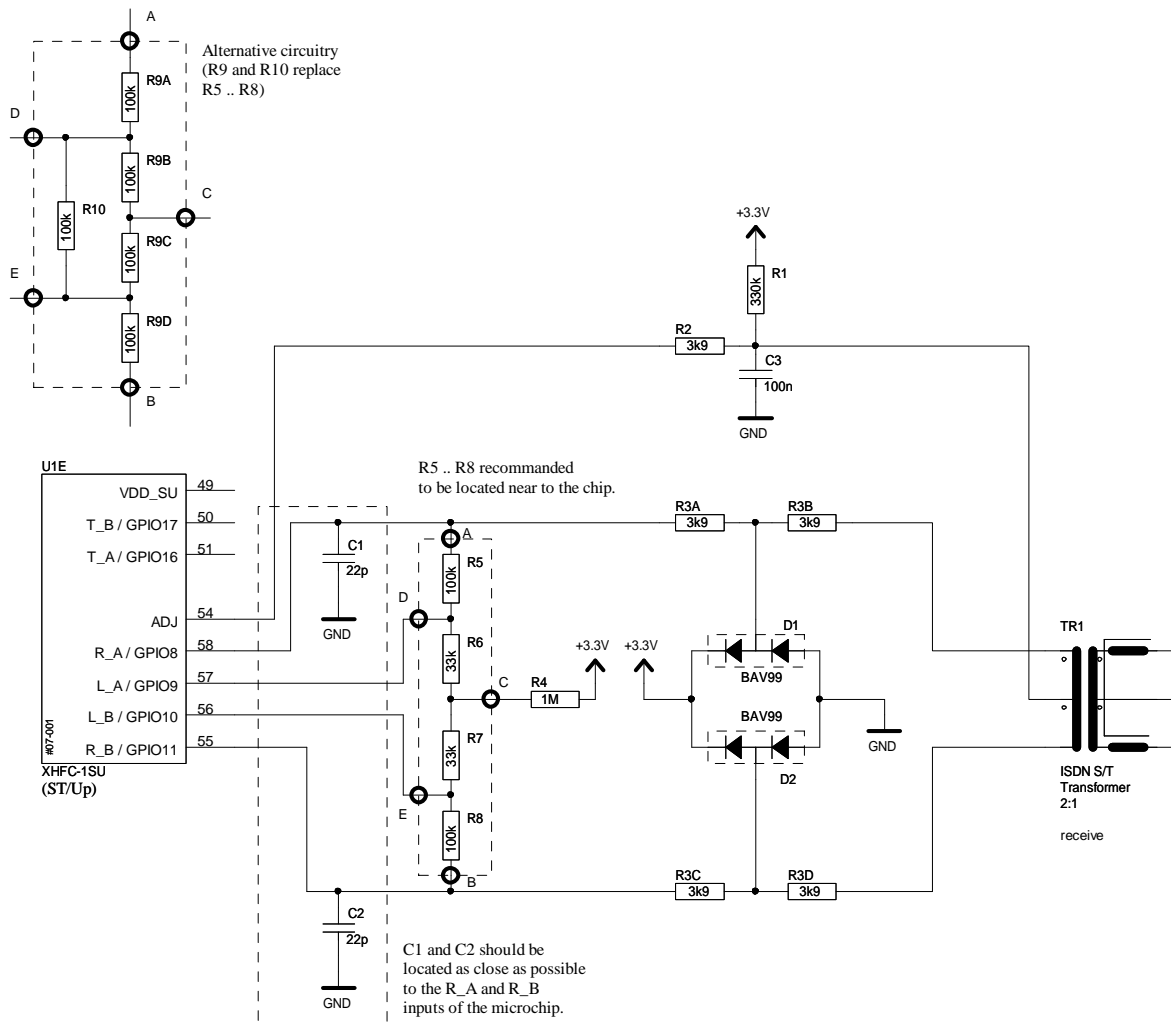 A
Alternative circuitry
(R9 and R10 replace
R5 .. R8)
R9A
100k
D
R9B
100k
C
R10
100k
R9C
100k
E
R9D
100k
B
+3.3V
R1
330k
R2
3k9
C3
100n
GND
U1E
VDD_SU 49
T_B / GPIO17 50
T_A / GPIO16 51
ADJ 54
R_A / GPIO8 58
L_A / GPIO9 57
L_B / GPIO10 56
R_B / GPIO11 55
#07-001
XHFC-1SU
(ST/Up)
R5 .. R8 recommanded
to be located near to the chip.
C1
22p
GND
A
R5
100k
D
R6
33k
C
R4
1M
+3.3V
+3.3V
R7
33k
E
R8
100k
B
C2
22p
GND
C1 and C2 should be
located as close as possible
to the R_A and R_B
inputs of the microchip.
R3A
3k9
R3B
3k9
D1
BAV99
BAV99
D2
GND
R3C
3k9
R3D
3k9
TR1
ISDN S/T
Transformer
2:1
receive